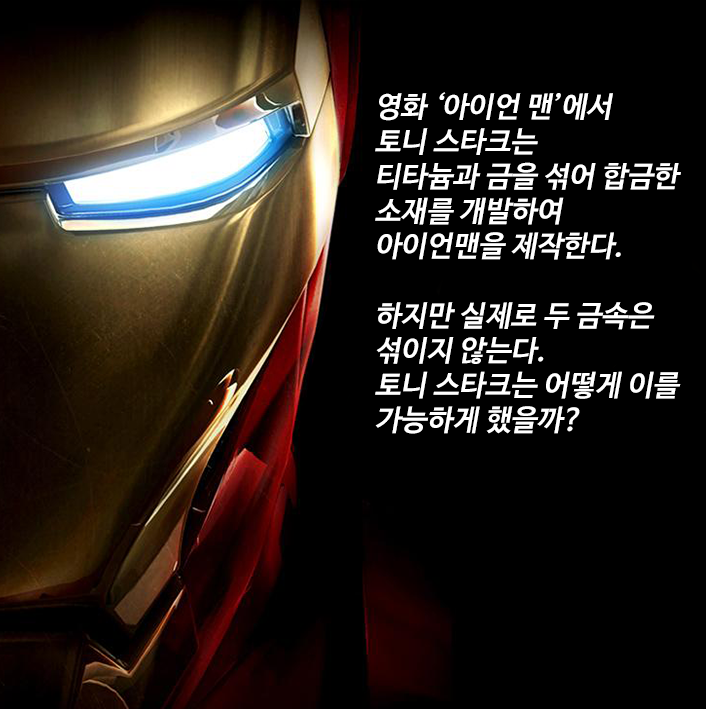 영화 ‘아이언 맨’에서
토니 스타크는
티타늄과 금을 섞어 합금한
소재를 개발하여
아이언맨을 제작한다.
하지만 실제로 두 금속은
섞이지 않는다.
토니 스타크는 어떻게 이를
가능하게 했을까?